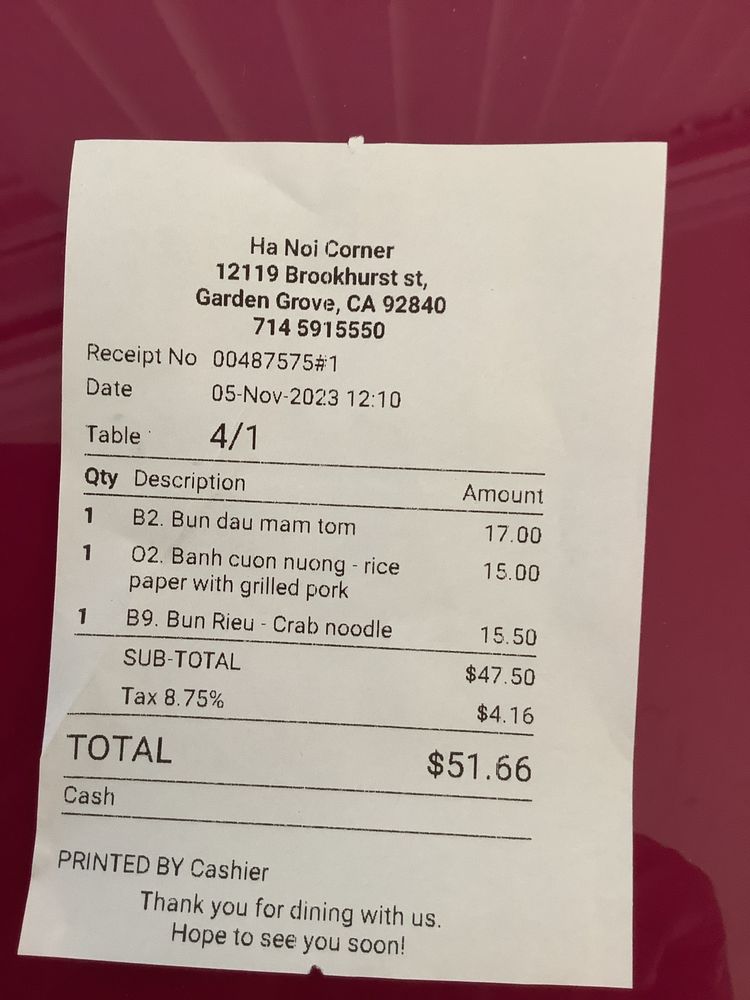 Ha Noi Corner
12119 Brookhurst st,
Garden Grove, CA 92840
714 5915550
Receipt No 00487575#1
Date 05-Nov-2023 12:10
Table 4/1
Qty Description Amount
1 B2. Bun dau mam tom 17.00
1 O2. Banh cuon nuong - rice 15.00
paper with grilled pork
1 B9. Bun Rieu - Crab noodle 15.50
SUB-TOTAL $47.50
Tax 8.75% $4.16
TOTAL $51.66
Cash
PRINTED BY Cashier
Thank you for dining with us.
Hope to see you soon!